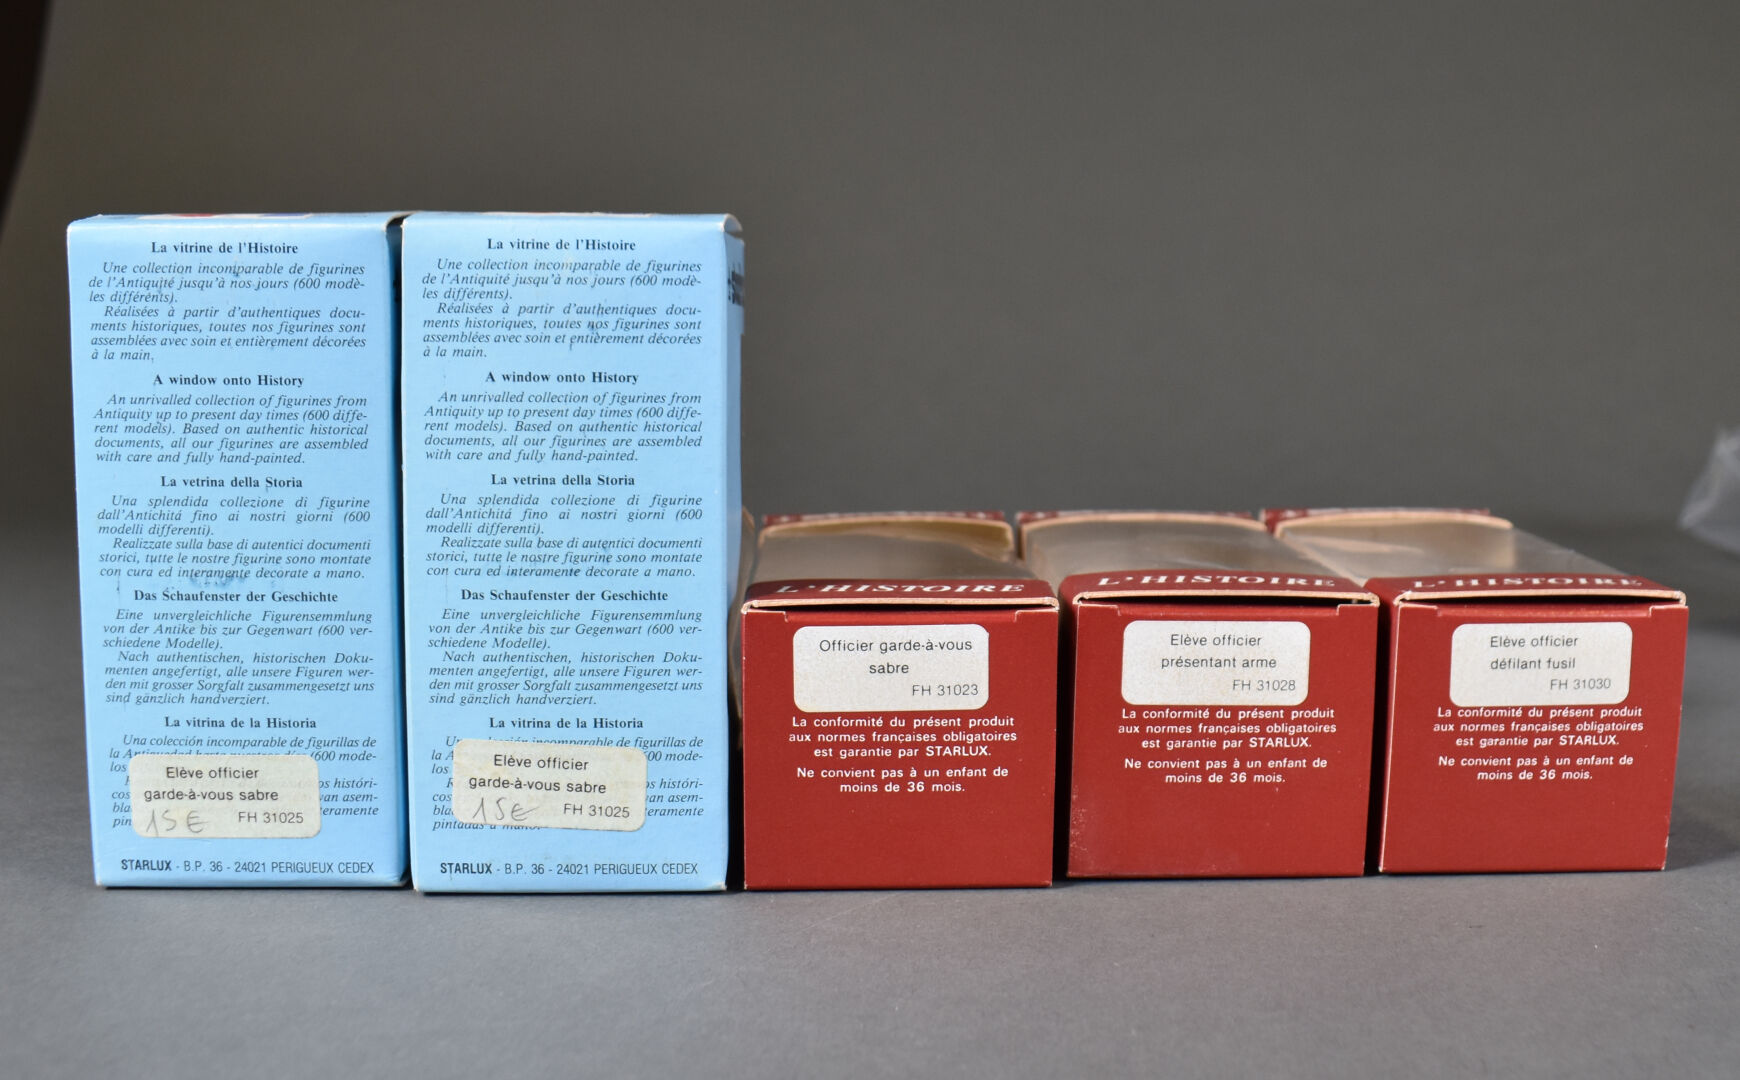 La vitrine de l'Histoire
Une collection incomparable de figurines
de l'Antiquité jusqu'à nos jours (600 modè-
les différents).
Réalisées à partir d'authentiques docu-
ments historiques, toutes nos figurines sont
assemblées avec soin et entièrement décorées
à la main.
A window onto History
An unrivalled collection of figurines from
Antiquity up to present day times (600 diffe-
rent models). Based on authentic historical
documents, all our figurines are assembled
with care and fully hand-painted.
La vetrina della Storia
Una splendida collezione di figurine
dall'Antichitá fino ai nostri giorni (600
modelli differenti).
Realizzate sulla base di autentici documenti
storici, tutte le nostre figurine sono montate
con cura ed interamente decorate a mano.
Das Schaufenster der Geschichte
Eine unvergleichliche Figurensemmlung
von der Antike bis zur Gegenwart (600 ver-
schiedene Modelle).
Nach authentischen, historischen Doku-
menten angefertigt, alle unsere Figuren wer-
den mit grosser Sorgfalt zusammengesetzt uns
sind gänzlich handverziert.
La vitrina de la Historia
Una colección incomparable de figurillas de
la (600 mode-
los
Elève officier
garde-à-vous sabre
15€ FH 31025
STARLUX - B.P. 36 - 24021 PERIGUEUX CEDEX
La vitrine de l'Histoire
Une collection incomparable de figurines
de l'Antiquité jusqu'à nos jours (600 modè-
les différents).
Réalisées à partir d'authentiques docu-
ments historiques, toutes nos figurines sont
assemblées avec soin et entièrement décorées
à la main.
A window onto History
An unrivalled collection of figurines from
Antiquity up to present day times (600 diffe-
rent models). Based on authentic historical
documents, all our figurines are assembled
with care and fully hand-painted.
La vetrina della Storia
Una splendida collezione di figurine
dall'Antichitá fino ai nostri giorni (600
modelli differenti).
Realizzate sulla base di autentici documenti
storici, tutte le nostre figurine sono montate
con cura ed interamente decorate a mano.
Das Schaufenster der Geschichte
Eine unvergleichliche Figurensemmlung
von der Antike bis zur Gegenwart (600 ver-
schiedene Modelle).
Nach authentischen, historischen Doku-
menten angefertigt, alle unsere Figuren wer-
den mit grosser Sorgfalt zusammengesetzt uns
sind gänzlich handverziert.
La vitrina de la Historia
incomparable de figurillas de
la mode-
los
Elève officier
garde-à-vous sabre
15€ FH 31025
STARLUX - B.P. 36 - 24021 PERIGUEUX CEDEX
L'HISTOIRE
Officier garde-à-vous
sabre
FH 31023
La conformité du présent produit
aux normes françaises obligatoires
est garantie par STARLUX.
Ne convient pas à un enfant de
moins de 36 mois.
L'HISTOIRE
Elève officier
présentant arme
FH 31028
La conformité du présent produit
aux normes françaises obligatoires
est garantie par STARLUX.
Ne convient pas à un enfant de
moins de 36 mois.
L'HISTOIRE
Elève officier
défilant fusil
FH 31030
La conformité du présent produit
aux normes françaises obligatoires
est garantie par STARLUX.
Ne convient pas à un enfant de
moins de 36 mois.